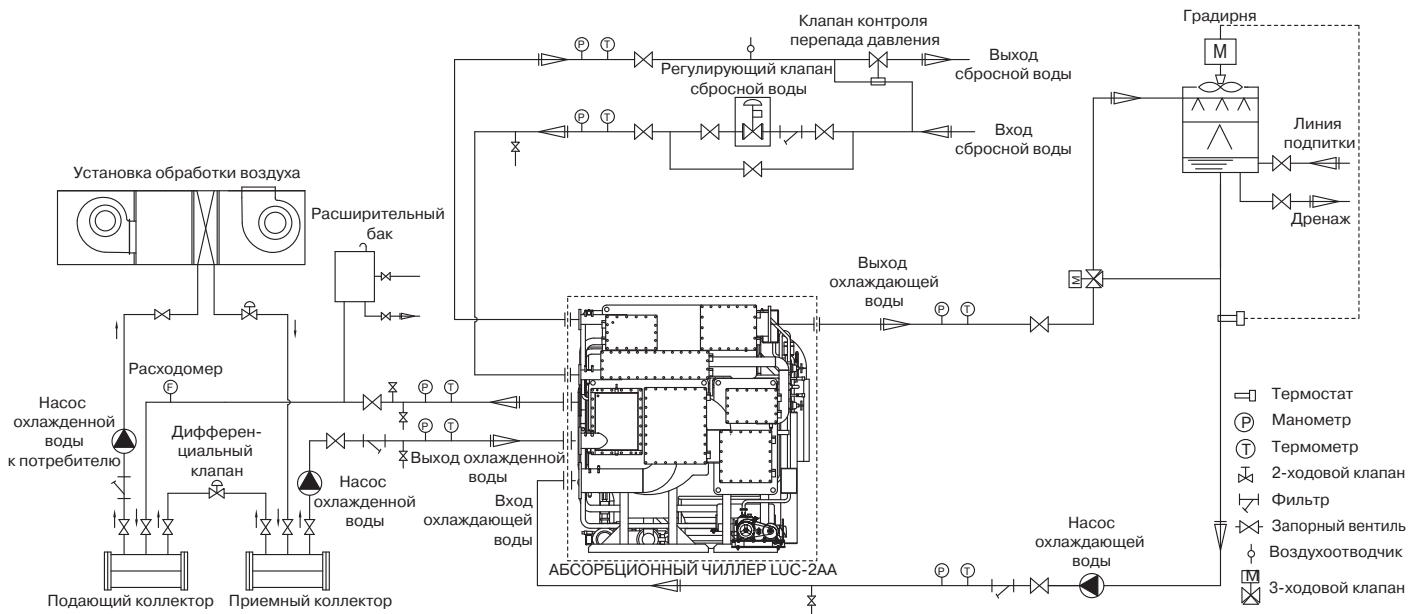 Клапан контроля
перепада давления
Градирня
M
P
T
Выход
сбросной воды
Регулирующий клапан
сбросной воды
P
T
Вход
сбросной воды
Линия
подпитки
Дренаж
Установка обработки воздуха
Расширительный
бак
Выход
охлаждающей
воды
M
P
T
Расходомер
F
P
T
Насос
охлажденной
воды
к потребителю
Дифферен-
циальный
клапан
P
T
Выход охлажденной
воды
Насос
охлажденной
воды
Вход
охлаждающей
воды
Термостат
P
Манометр
T
Термометр
2-ходовой клапан
Фильтр
Запорный вентиль
Воздухоотводчик
M
3-ходовой клапан
Насос
охлаждающей
воды
P
T
АБСОРБЦИОННЫЙ ЧИЛЛЕР LUC-2AA
Подающий коллектор
Приемный коллектор